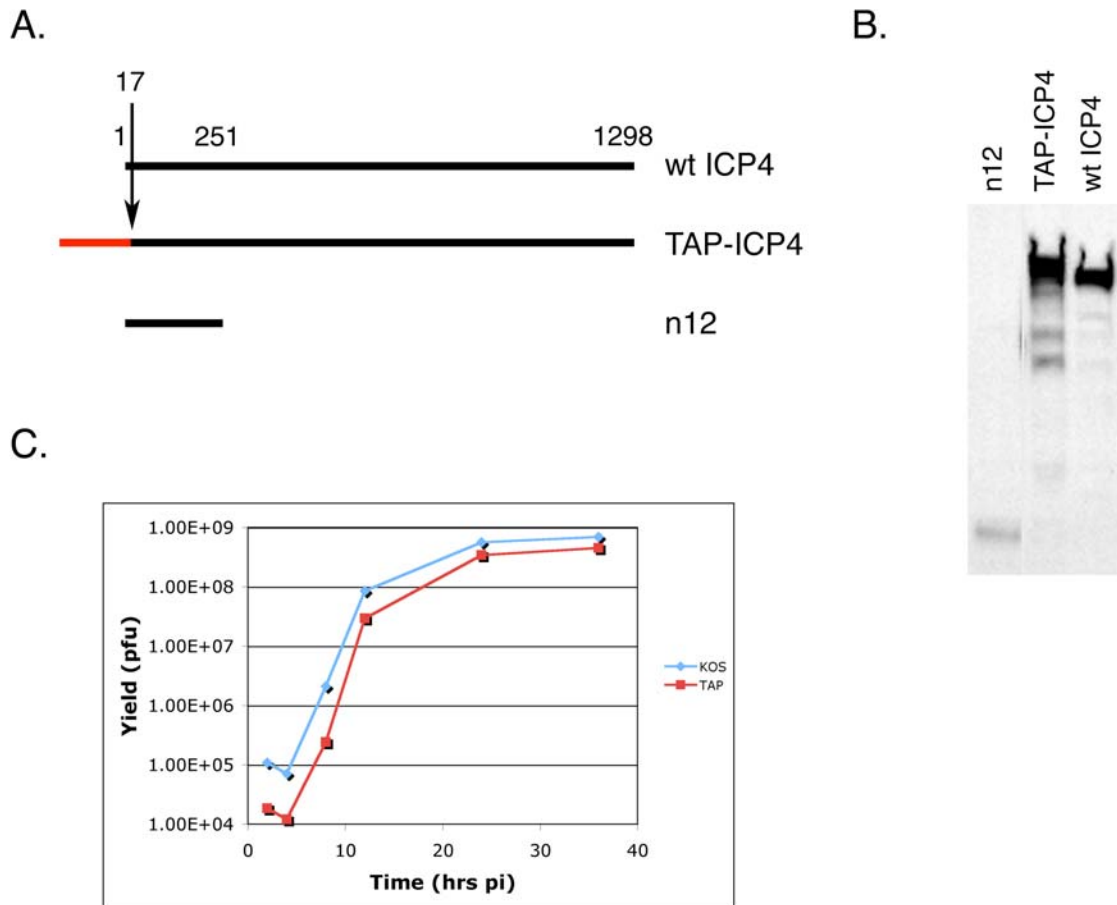 A.
17
1 251 1298
wt ICP4
TAP-ICP4
n12
B.
n12
TAP-ICP4
wt ICP4
C.
1.00E+09
1.00E+08
1.00E+07
1.00E+06
1.00E+05
1.00E+04
Yield (pfu)
0 10 20 30 40
Time (hrs pi)
KOS
TAP